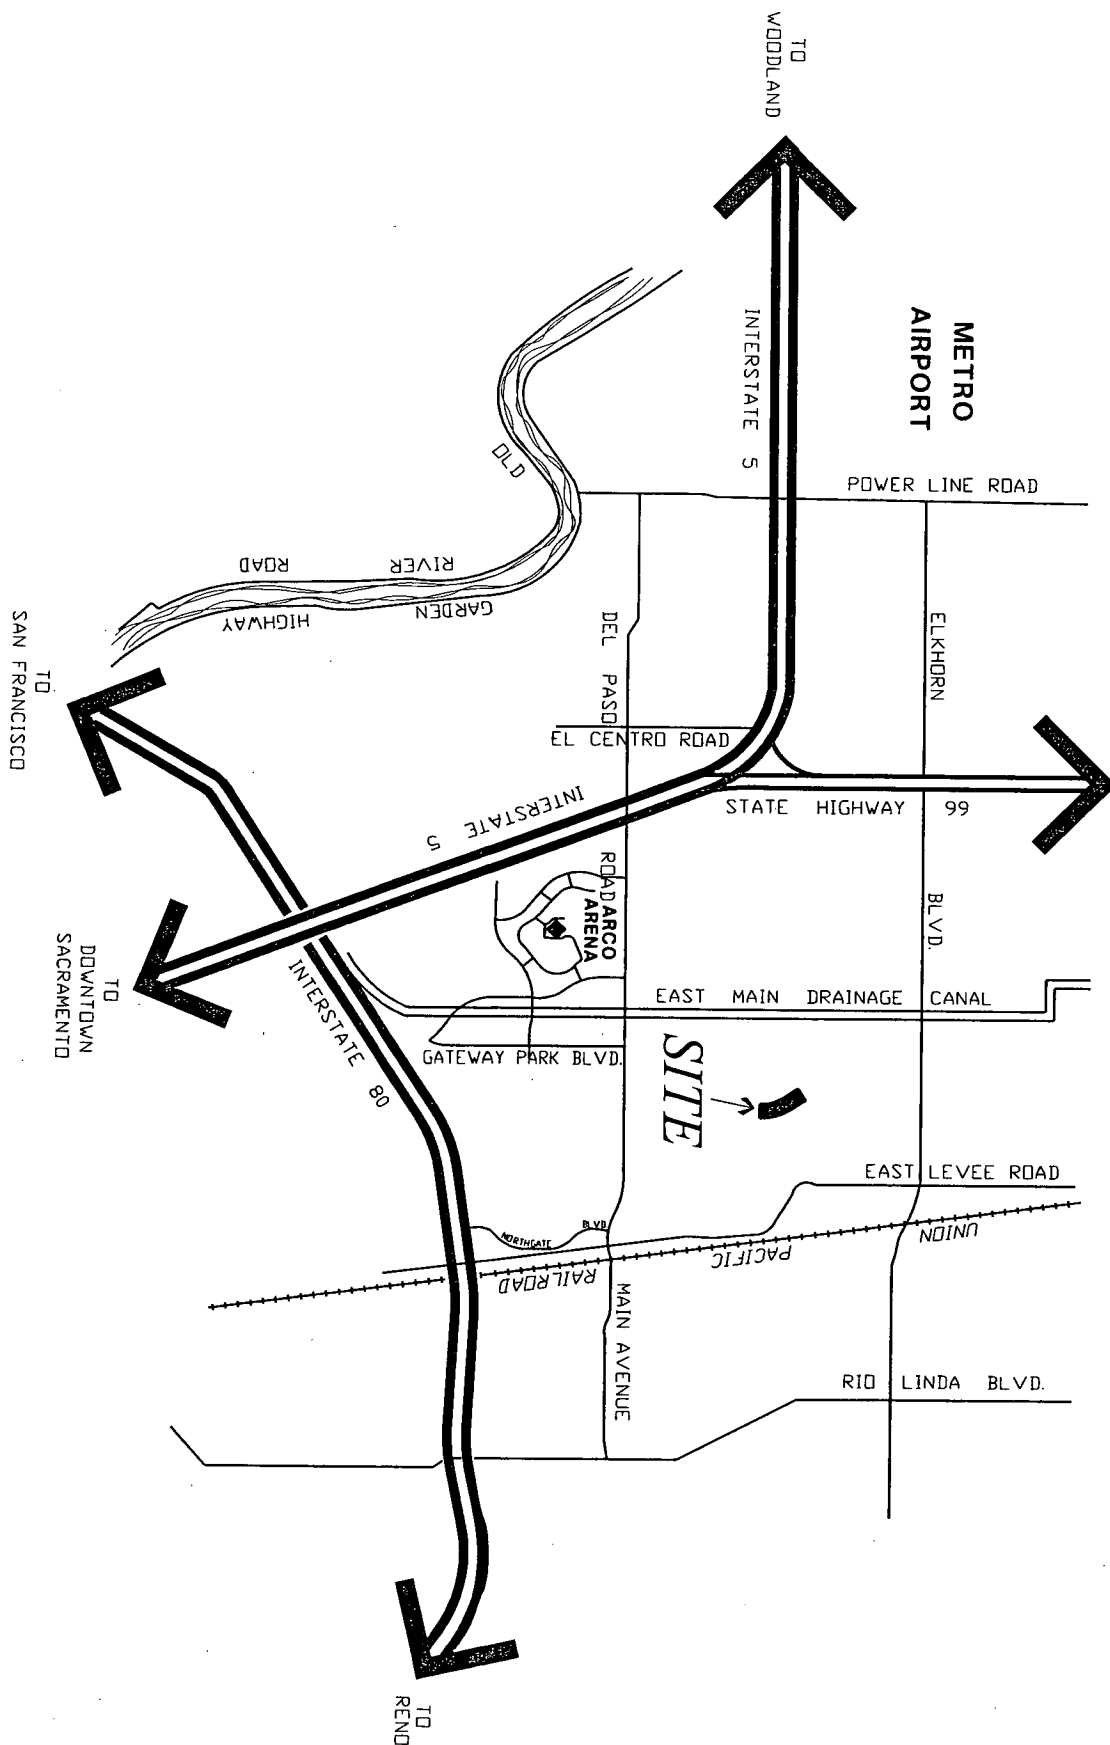 TO
WOODLAND
METRO
AIRPORT
INTERSTATE 5
POWER LINE ROAD
OLD
RIVER
ROAD
GARDEN
HIGHWAY
DEL PASO
ROAD
ELKHORN
BLVD.
EL CENTRO ROAD
STATE HIGHWAY 99
TO
SAN FRANCISCO
INTERSTATE 5
ARCO
ARENA
TO
DOWNTOWN
SACRAMENTO
INTERSTATE 80
EAST MAIN DRAINAGE CANAL
GATEWAY PARK BLVD.
SITE
EAST LEVEE ROAD
NORTHGATE BLVD
UNION
PACIFIC
RAILROAD
MAIN AVENUE
RIO LINDA BLVD.
TO
RENO